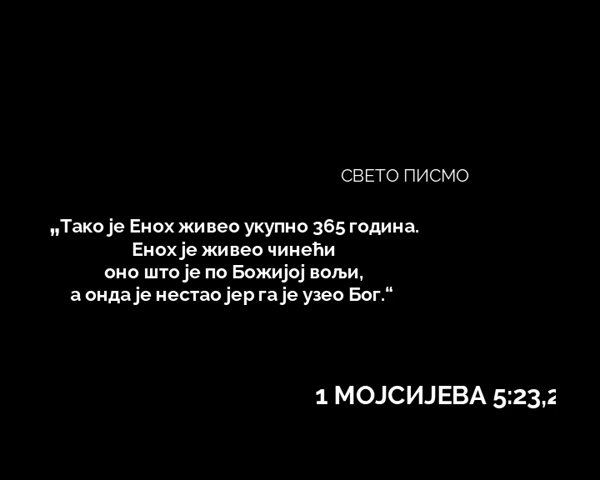 СВЕТО ПИСМО
„Тако је Енох живео укупно 365 година.
Енох је живео чинећи
оно што је по Божијој вољи,
а онда је нестао јер га је узео Бог.“
1 МОЈСИЈЕВА 5:23,2